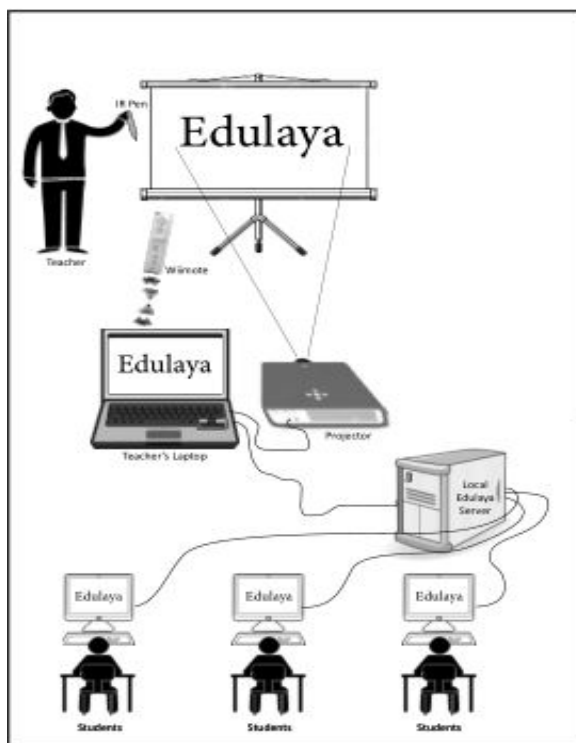 IR Pen
Edulaya
Teacher
Wiimote
Edulaya
Projector
Teacher's Laptop
Local
Edulaya
Server
Edulaya
Edulaya
Edulaya
Students
Students
Students